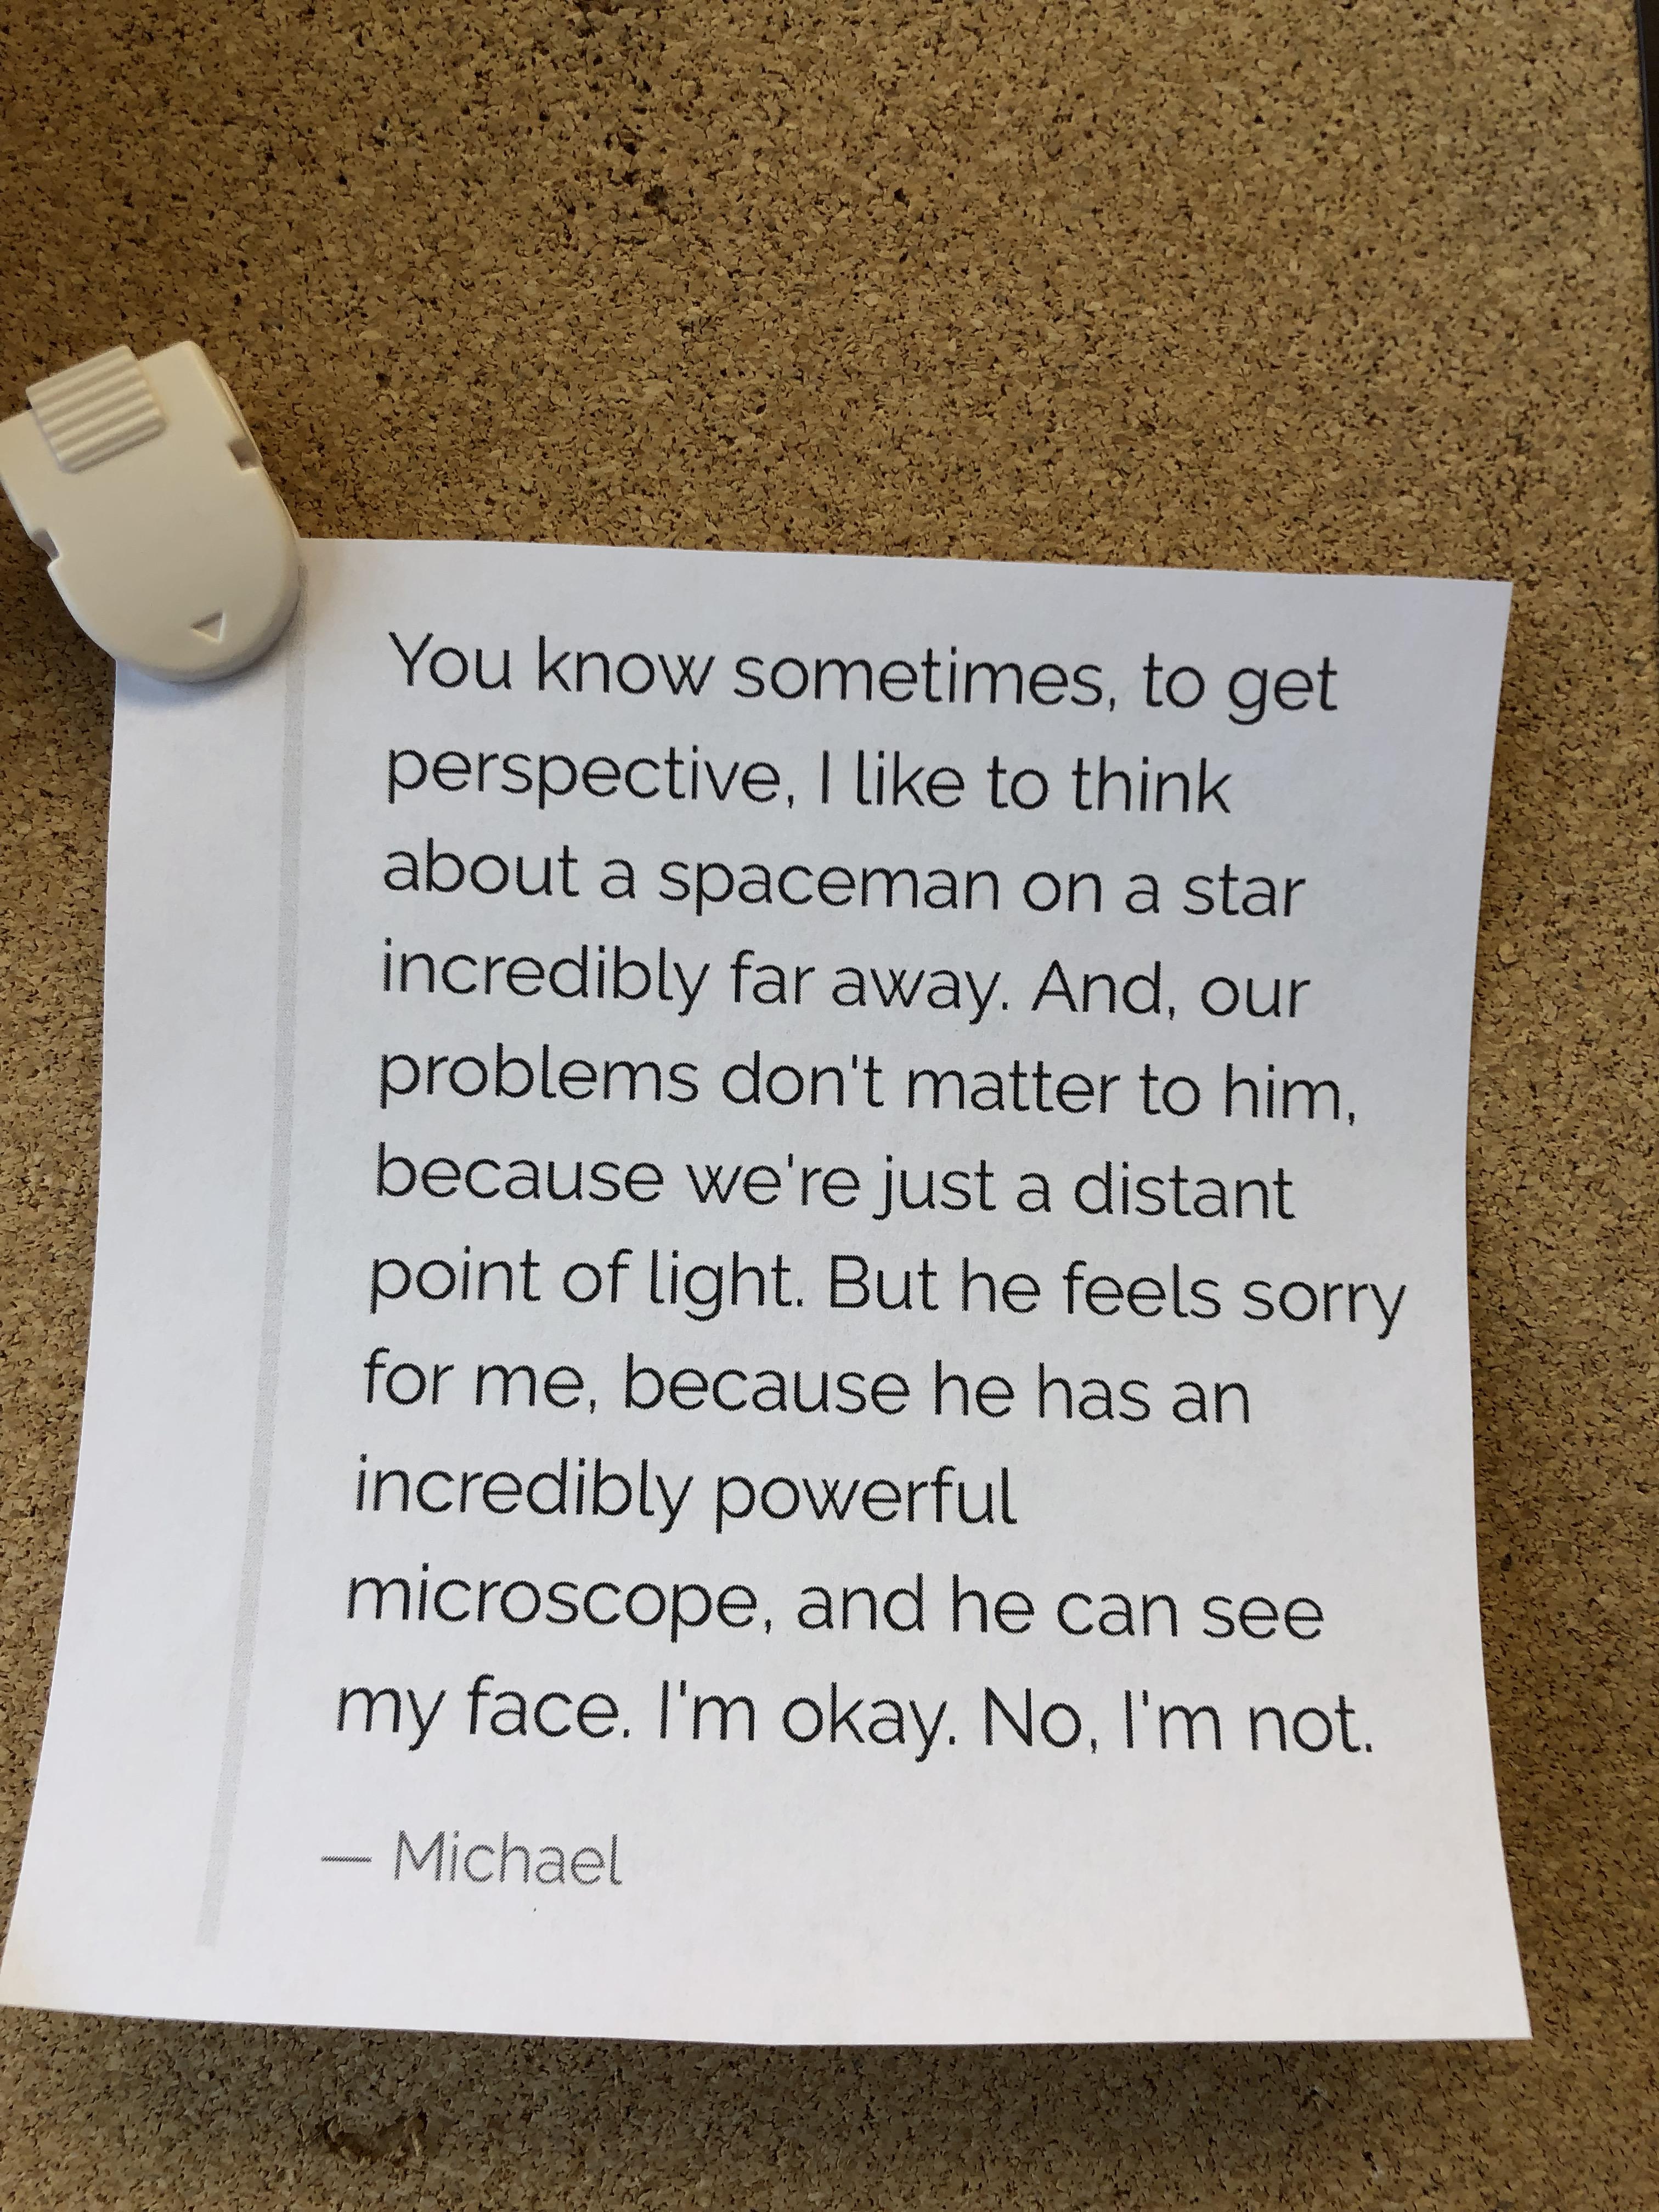 You know sometimes, to get
perspective, I like to think
about a spaceman on a star
incredibly far away. And, our
problems don't matter to him,
because we're just a distant
point of light. But he feels sorry
for me, because he has an
incredibly powerful
microscope, and he can see
my face. I'm okay. No, I'm not.
— Michael